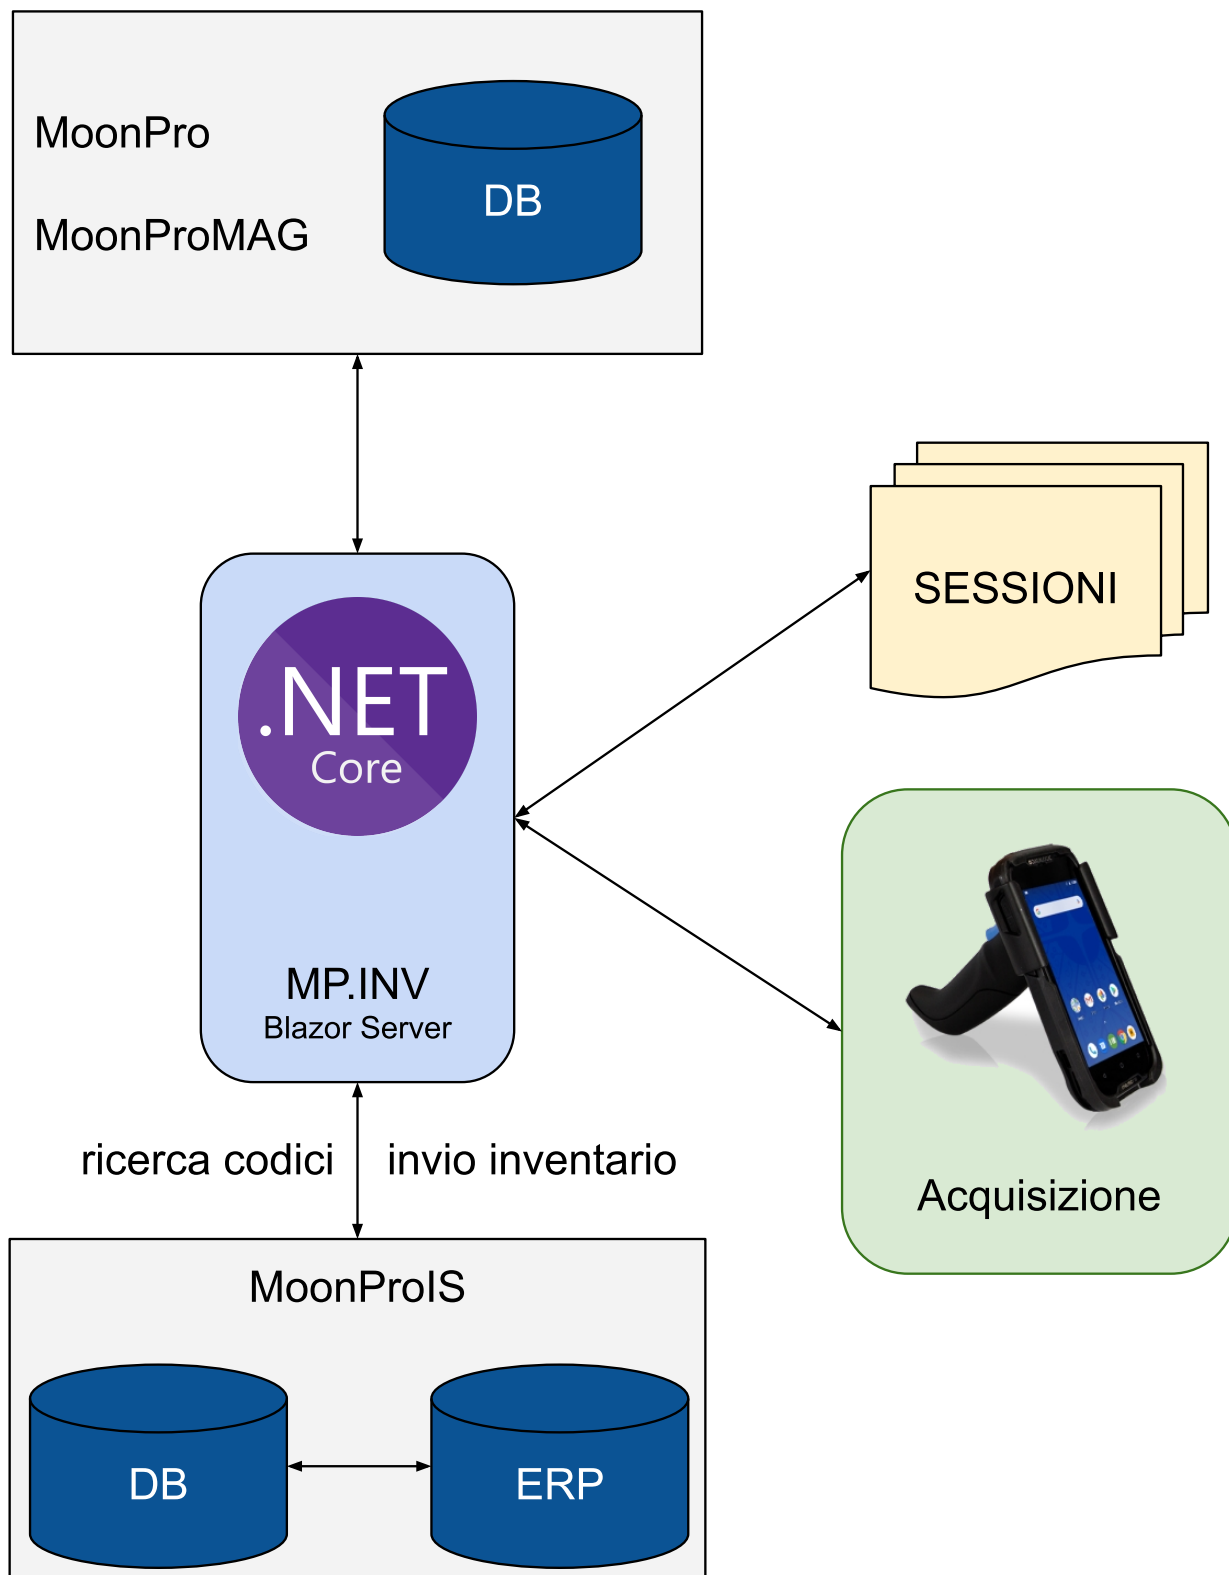 MoonPro
MoonProMAG
DB
SESSIONI
.NET
Core
MP.INV
Blazor Server
Acquisizione
ricerca codici
invio inventario
MoonProIS
DB
ERP